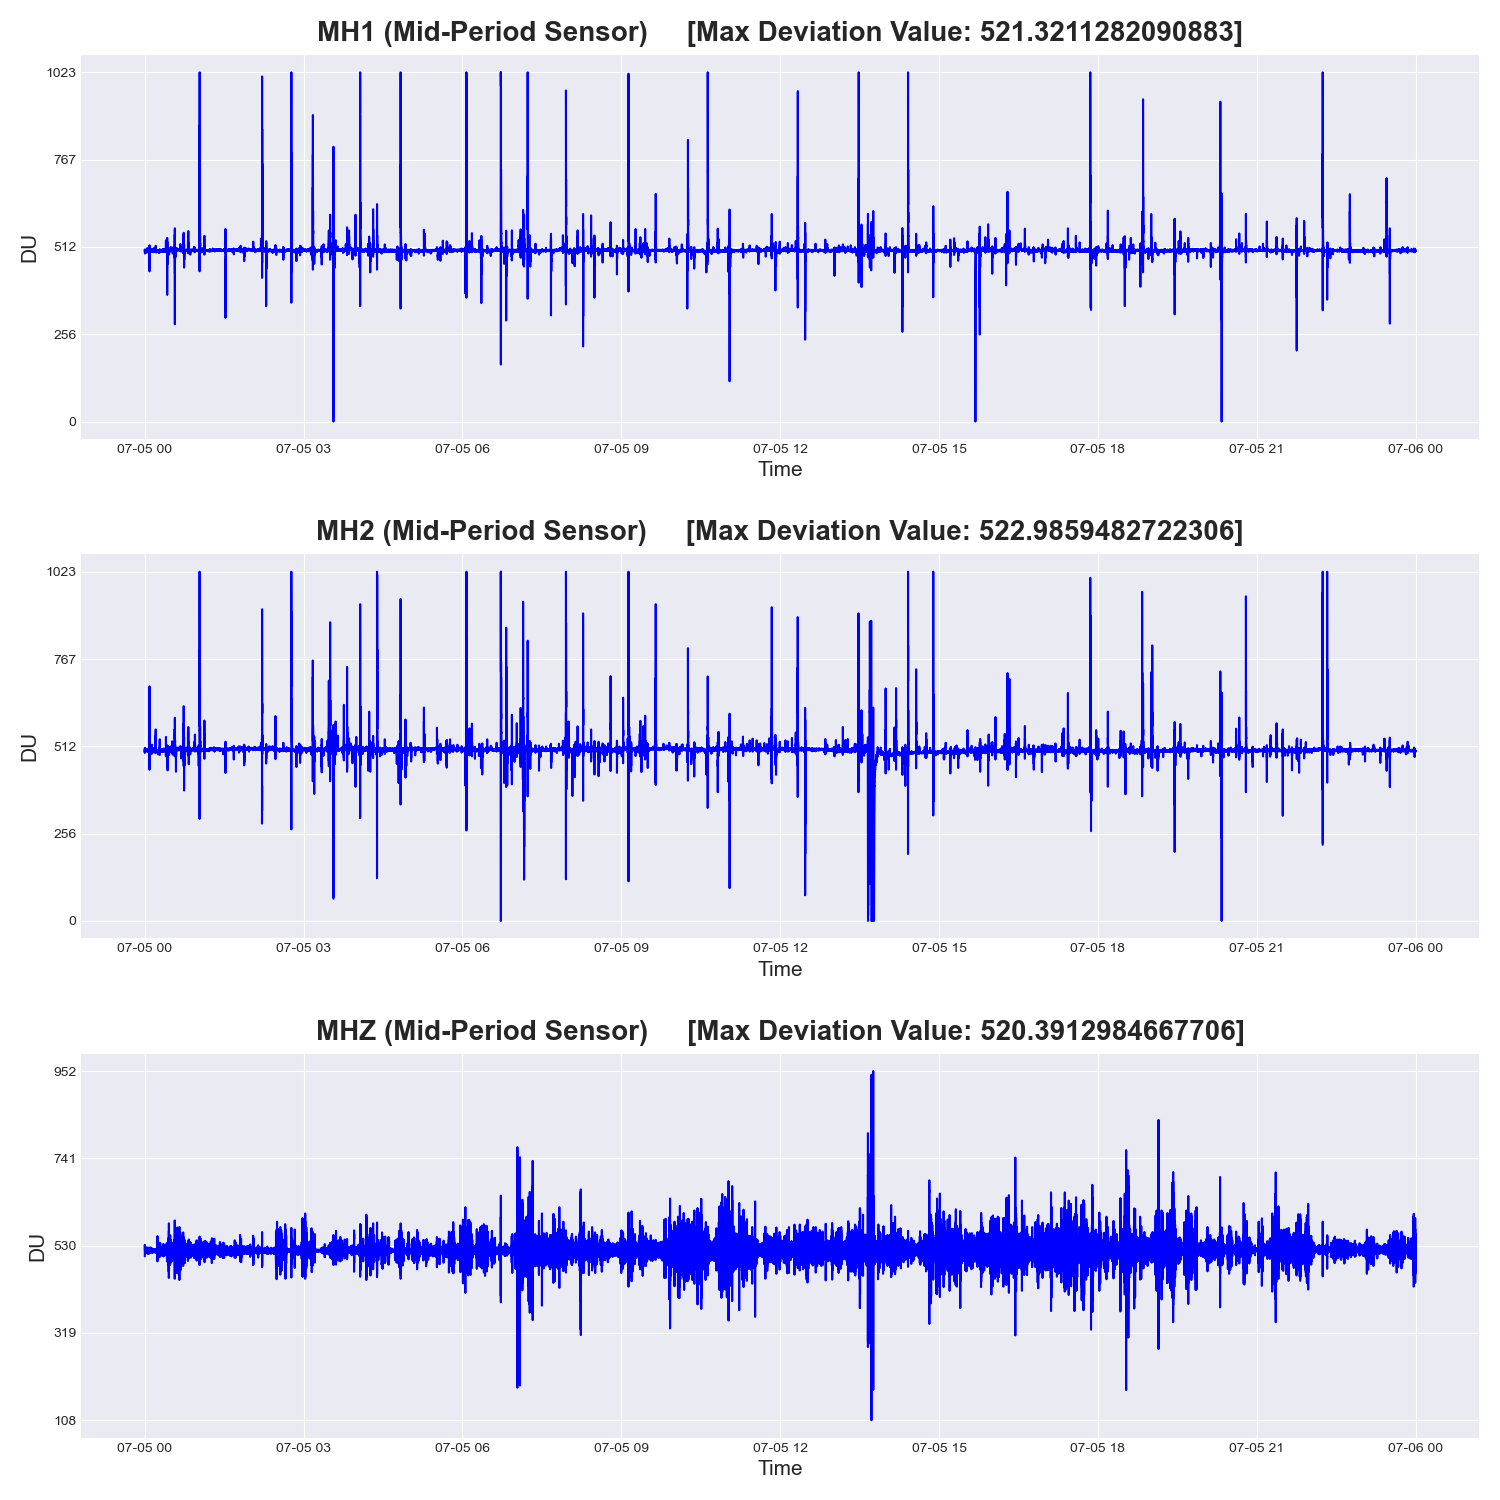 MH1 (Mid-Period Sensor) [Max Deviation Value: 521.3211282090883]
1023
767
512
256
0
DU
07-05 00 07-05 03 07-05 06 07-05 09 07-05 12 07-05 15 07-05 18 07-05 21 07-06 00
Time
MH2 (Mid-Period Sensor) [Max Deviation Value: 522.9859482722306]
1023
767
512
256
0
DU
07-05 00 07-05 03 07-05 06 07-05 09 07-05 12 07-05 15 07-05 18 07-05 21 07-06 00
Time
MHZ (Mid-Period Sensor) [Max Deviation Value: 520.3912984667706]
952
741
530
319
108
DU
07-05 00 07-05 03 07-05 06 07-05 09 07-05 12 07-05 15 07-05 18 07-05 21 07-06 00
Time